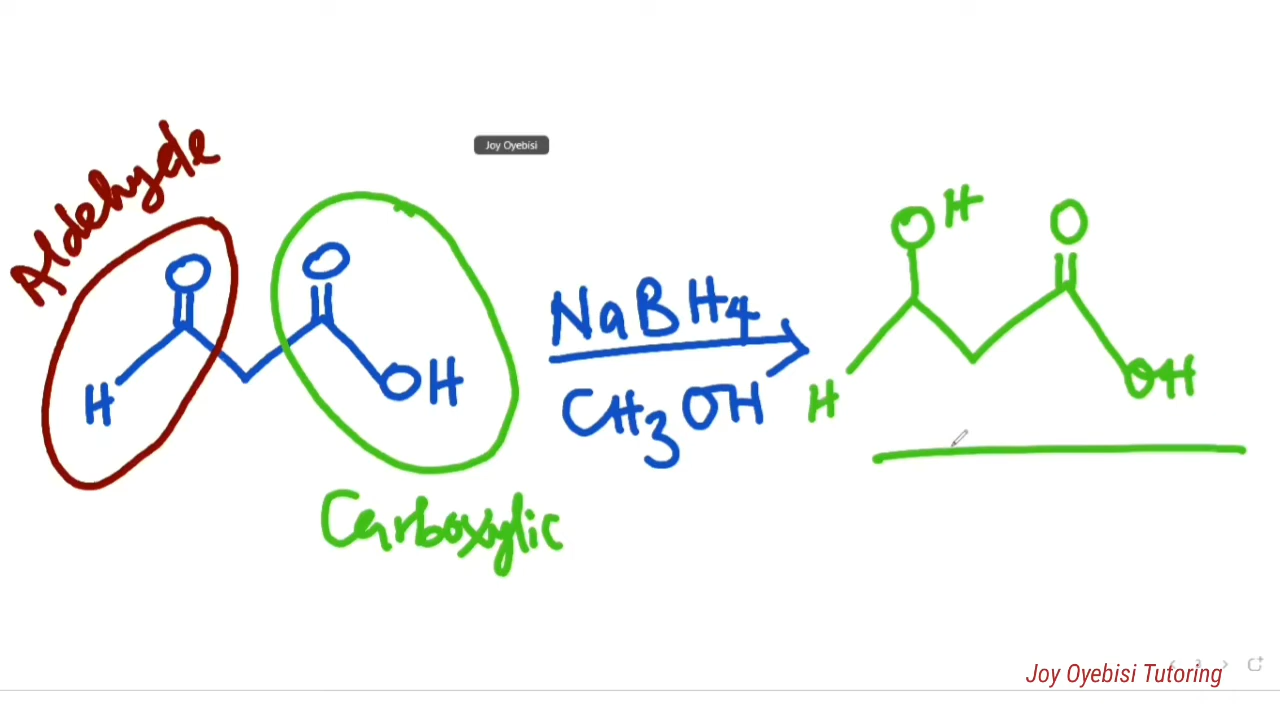 Joy Oyebisi
Aldehyde
O
H
O
OH
NaBH4
CH3OH
OH
O
H
OH
Carboxylic
Joy Oyebisi Tutoring